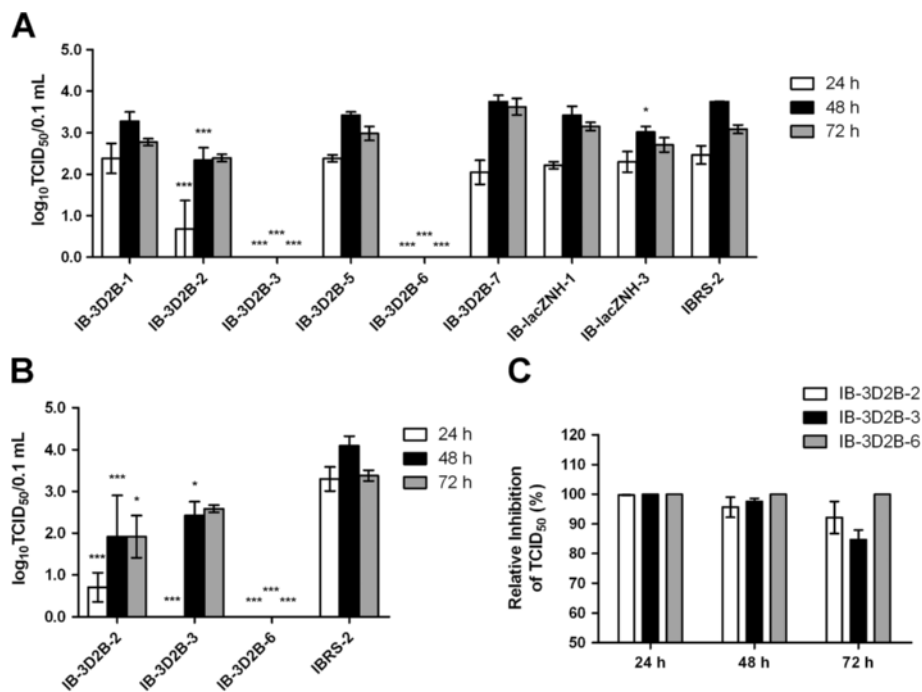 A
log₁₀TCID₅₀/0.1 mL
5.0
4.0
3.0
2.0
1.0
0.0
24 h
48 h
72 h
***
***
***
***
***
***
***
***
*
IB-3D2B-1
IB-3D2B-2
IB-3D2B-3
IB-3D2B-5
IB-3D2B-6
IB-3D2B-7
IB-lacZNH-1
IB-lacZNH-3
IBRS-2
B
log₁₀TCID₅₀/0.1 mL
5.0
4.0
3.0
2.0
1.0
0.0
24 h
48 h
72 h
***
***
*
***
*
***
***
***
IB-3D2B-2
IB-3D2B-3
IB-3D2B-6
IBRS-2
C
IB-3D2B-2
IB-3D2B-3
IB-3D2B-6
Relative Inhibition
of TCID₅₀ (%)
120
110
100
90
80
70
60
50
24 h
48 h
72 h